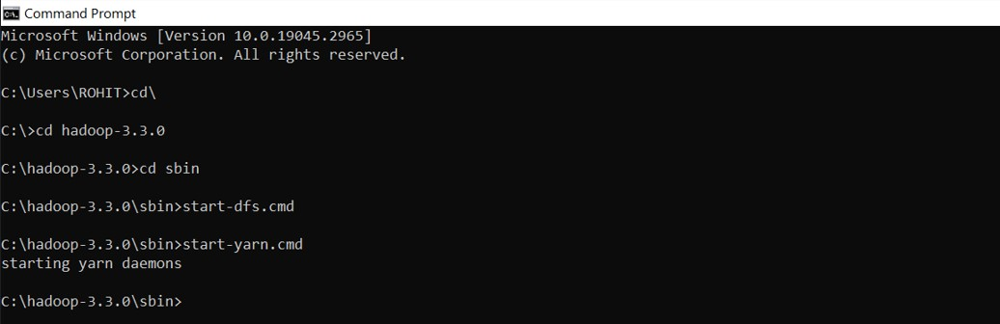 Command Prompt
Microsoft Windows [Version 10.0.19045.2965]
(c) Microsoft Corporation. All rights reserved.
C:\Users\ROHIT>cd\
C:\>cd hadoop-3.3.0
C:\hadoop-3.3.0>cd sbin
C:\hadoop-3.3.0\sbin>start-dfs.cmd
C:\hadoop-3.3.0\sbin>start-yarn.cmd
starting yarn daemons
C:\hadoop-3.3.0\sbin>